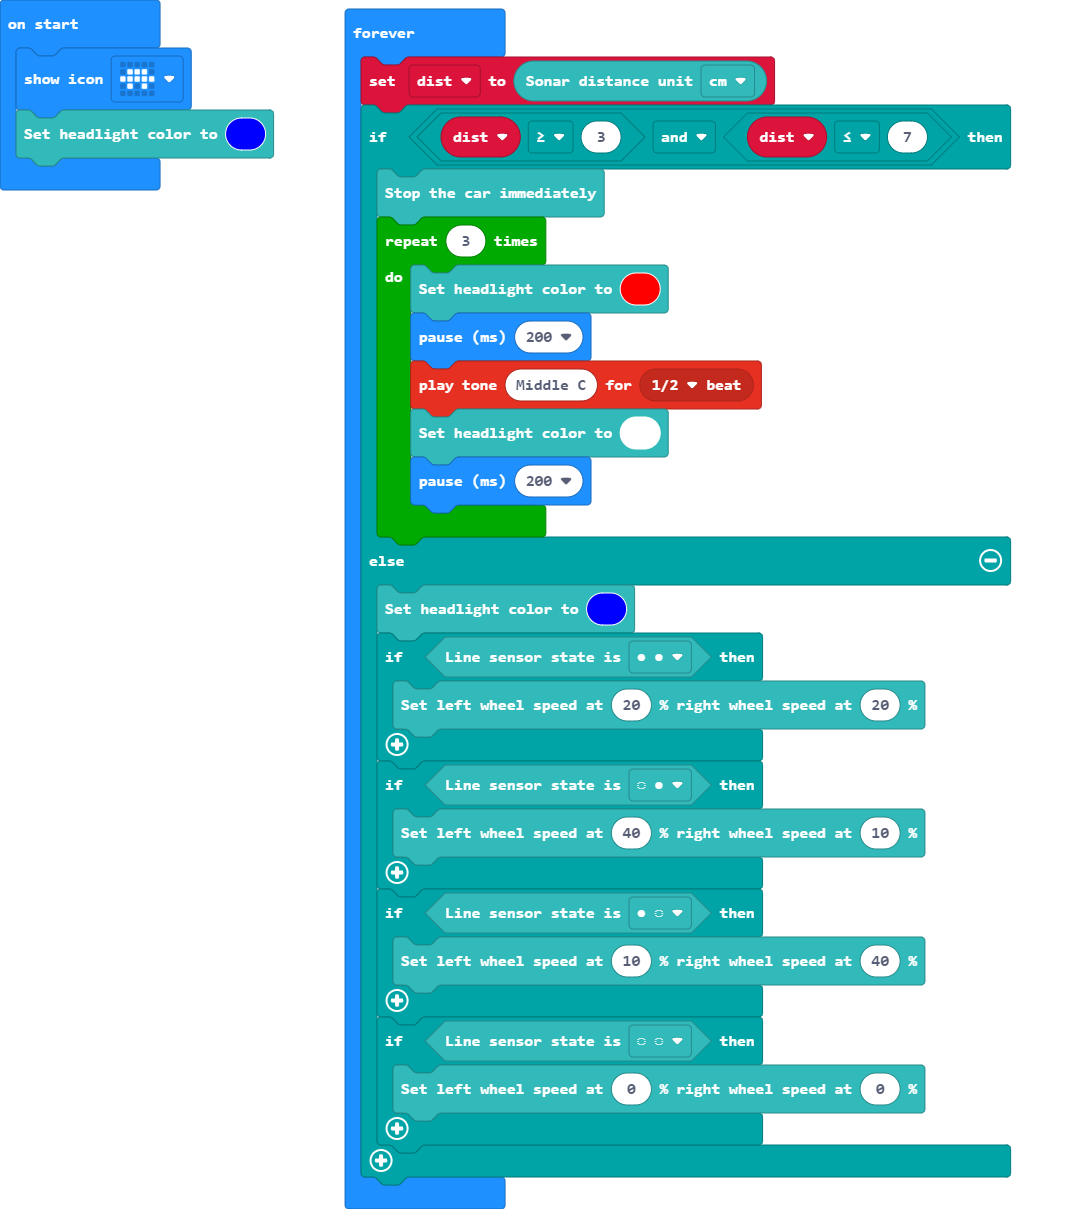 on start
show icon
Set headlight color to
forever
set dist to Sonar distance unit cm
if dist ≥ 3 and dist ≤ 7 then
Stop the car immediately
repeat 3 times
do
Set headlight color to
pause (ms) 200
play tone Middle C for 1/2 beat
Set headlight color to
pause (ms) 200
else
Set headlight color to
if Line sensor state is then
Set left wheel speed at 20 % right wheel speed at 20 %
if Line sensor state is then
Set left wheel speed at 40 % right wheel speed at 10 %
if Line sensor state is then
Set left wheel speed at 10 % right wheel speed at 40 %
if Line sensor state is then
Set left wheel speed at 0 % right wheel speed at 0 %